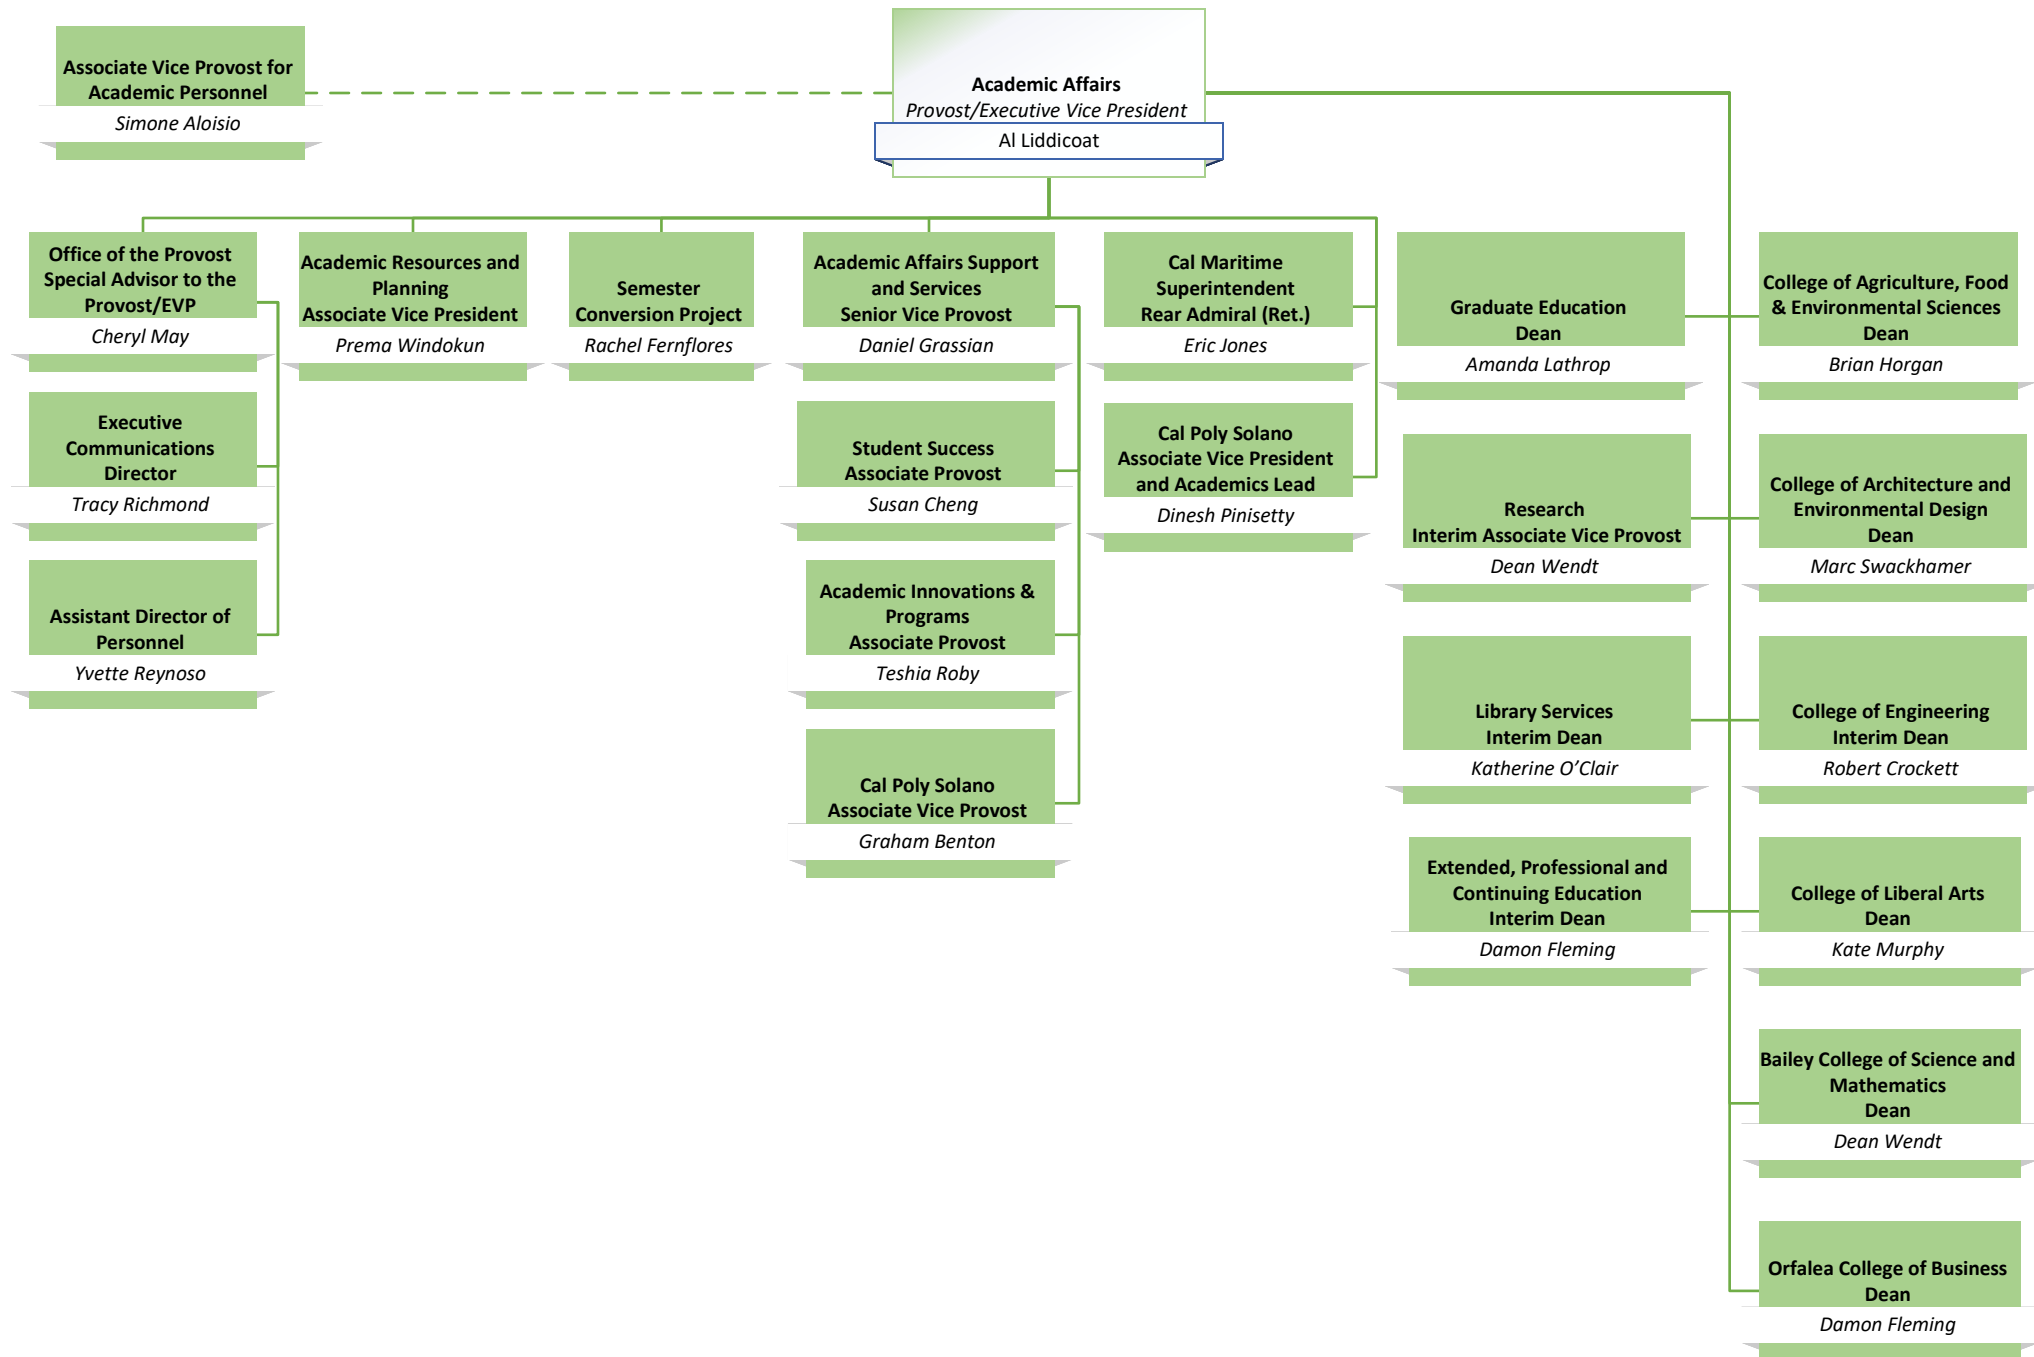 Associate Vice Provost for
Academic Personnel
Simone Aloisio
Academic Affairs
Provost/Executive Vice President
Al Liddicoat
Office of the Provost
Special Advisor to the
Provost/EVP
Cheryl May
Executive
Communications
Director
Tracy Richmond
Assistant Director of
Personnel
Yvette Reynoso
Academic Resources and
Planning
Associate Vice President
Prema Windokun
Semester
Conversion Project
Rachel Fernflores
Academic Affairs Support
and Services
Senior Vice Provost
Daniel Grassian
Student Success
Associate Provost
Susan Cheng
Academic Innovations &
Programs
Associate Provost
Teshia Roby
Cal Poly Solano
Associate Vice Provost
Graham Benton
Cal Maritime
Superintendent
Rear Admiral (Ret.)
Eric Jones
Cal Poly Solano
Associate Vice President
and Academics Lead
Dinesh Pinisetty
Graduate Education
Dean
Amanda Lathrop
Research
Interim Associate Vice Provost
Dean Wendt
Library Services
Interim Dean
Katherine O’Clair
Extended, Professional and
Continuing Education
Interim Dean
Damon Fleming
College of Agriculture, Food
& Environmental Sciences
Dean
Brian Horgan
College of Architecture and
Environmental Design
Dean
Marc Swackhamer
College of Engineering
Interim Dean
Robert Crockett
College of Liberal Arts
Dean
Kate Murphy
Bailey College of Science and
Mathematics
Dean
Dean Wendt
Orfalea College of Business
Dean
Damon Fleming